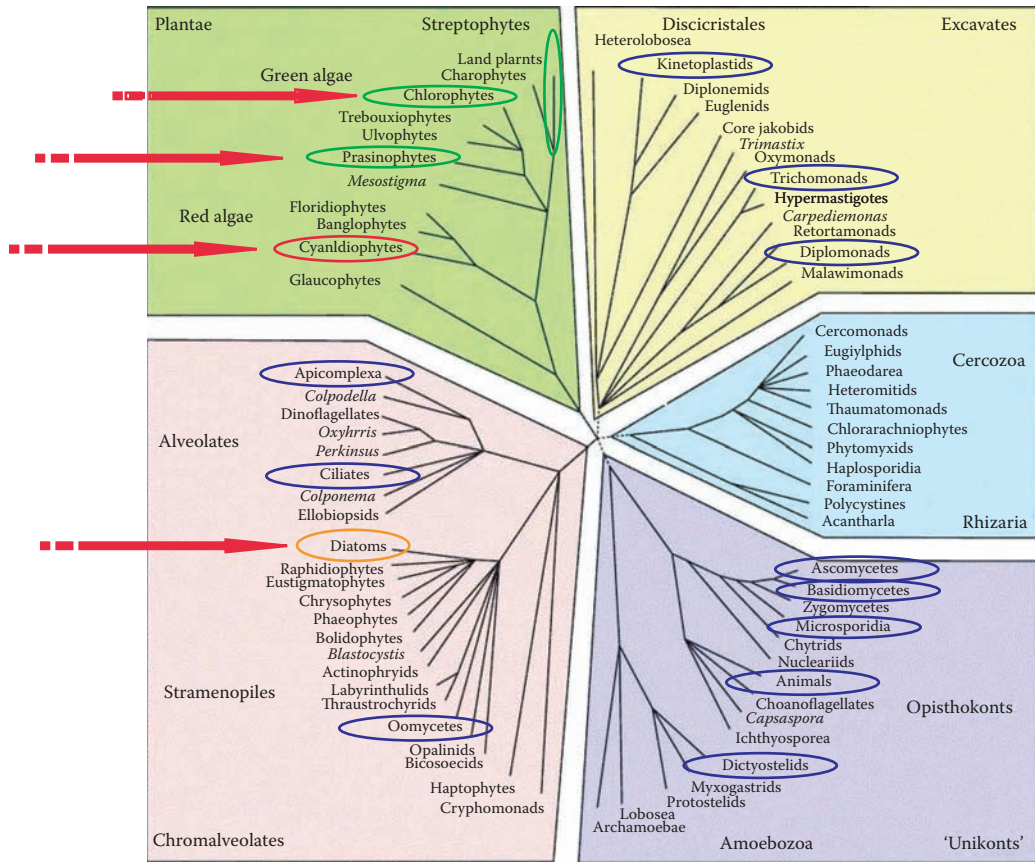 Plantae
Streptophytes
Land plarnts
Charophytes
Green algae
Chlorophytes
Trebouxiophytes
Ulvophytes
Prasinophytes
Mesostigma
Red algae
Floridiophytes
Banglophytes
Cyanldiophytes
Glaucophytes
Discicristales
Excavates
Heterolobosea
Kinetoplastids
Diplonemids
Euglenids
Core jakobids
Trimastix
Oxymonads
Trichomonads
Hypermastigotes
Carpediemonas
Retortamonads
Diplomonads
Malawimonads
Cercomonads
Eugiylphids
Phaeodarea
Heteromitids
Thaumatomonads
Chlorarachniophytes
Phytomyxids
Haplosporidia
Foraminifera
Polycystines
Acantharla
Cercozoa
Rhizaria
Apicomplexa
Colpodella
Dinoflagellates
Oxyhrris
Perkinsus
Alveolates
Ciliates
Colponema
Ellobiopsids
Diatoms
Raphidiophytes
Eustigmatophytes
Chrysophytes
Phaeophytes
Bolidophytes
Blastocystis
Actinophryids
Labyrinthulids
Thraustrochyrids
Stramenopiles
Oomycetes
Opalinids
Bicosoecids
Haptophytes
Cryphomonads
Chromalveolates
Ascomycetes
Basidiomycetes
Zygomycetes
Microsporidia
Chytrids
Nucleariids
Animals
Choanoflagellates
Capsaspora
Ichthyosporea
Opisthokonts
Dictyostelids
Myxogastrids
Protostelids
Lobosea
Archamoebae
Amoebozoa
'Unikonts'